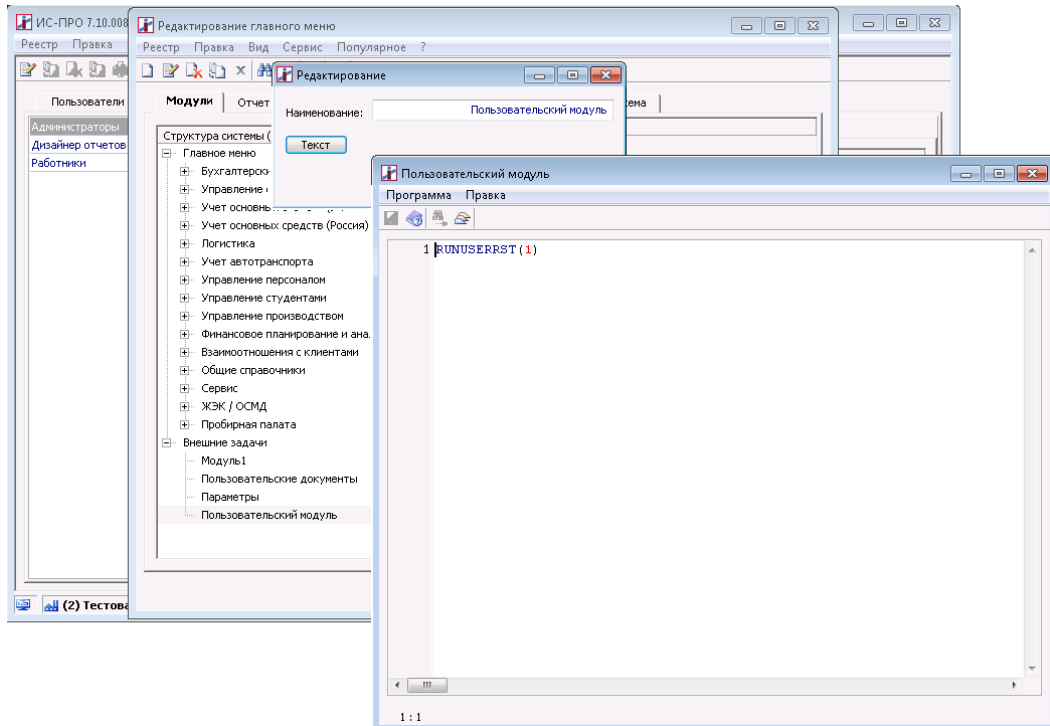 ИС-ПРО 7.10.008
Реестр Правка
Пользователи
Администраторы
Дизайнер отчетов
Работники
(2) Тестова
Редактирование главного меню
Реестр Правка Вид Сервис Популярное ?
Модули Отчет
Структура системы (
Главное меню
Бухгалтерски
Управление
Учет основн
Учет основных средств (Россия)
Логистика
Учет автотранспорта
Управление персоналом
Управление студентами
Управление производством
Финансовое планирование и ана.
Взаимоотношения с клиентами
Общие справочники
Сервис
ЖЭК / ОСМД
Пробирная палата
Внешние задачи
Модуль1
Пользовательские документы
Параметры
Пользовательский модуль
Редактирование
Наименование: Пользовательский модуль
Текст
Пользовательский модуль
Программа Правка
1 RUNUSERRST(1)
1:1